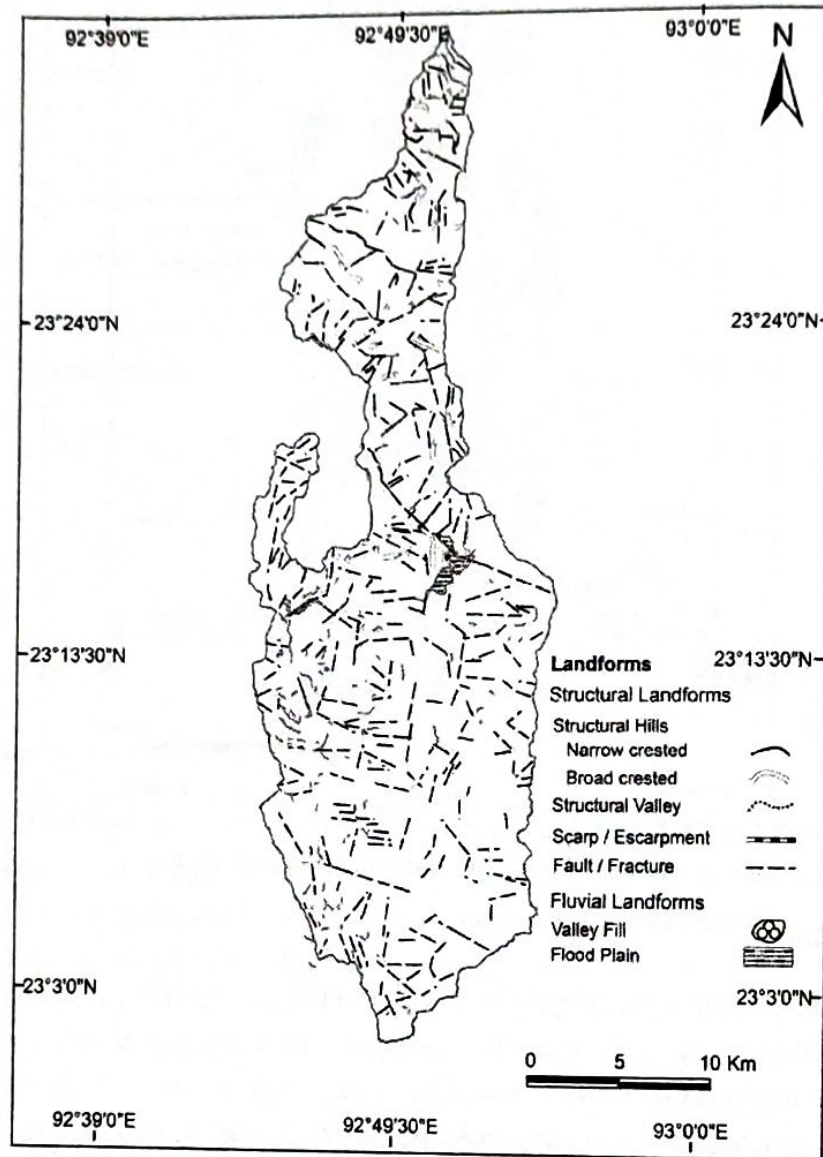 92°39'0"E 92°49'30"E 93°0'0"E
N
23°24'0"N 23°24'0"N
23°13'30"N 23°13'30"N
Landforms
Structural Landforms
Structural Hills
Narrow crested
Broad crested
Structural Valley
Scarp / Escarpment
Fault / Fracture
Fluvial Landforms
Valley Fill
Flood Plain
23°3'0"N 23°3'0"N
0 5 10 Km
92°39'0"E 92°49'30"E 93°0'0"E